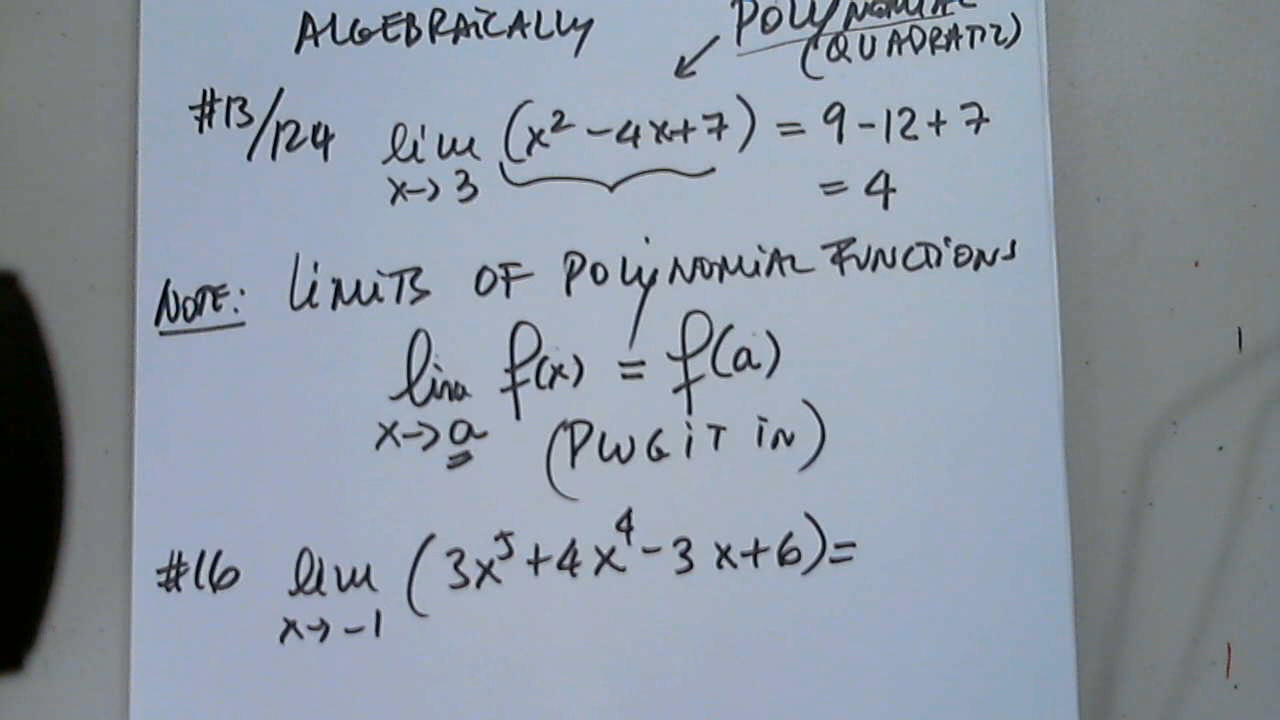 ALGEBRAICALLY POLYNOMIAL
(QUADRATIC)
#13/124 lim (x² - 4x + 7) = 9 - 12 + 7
x→3 = 4
NOTE: LIMITS OF POLYNOMIAL FUNCTIONS
lim f(x) = f(a)
x→a (PLUG IT IN)
#16 lim (3x⁵ + 4x⁴ - 3x + 6) =
x→ -1